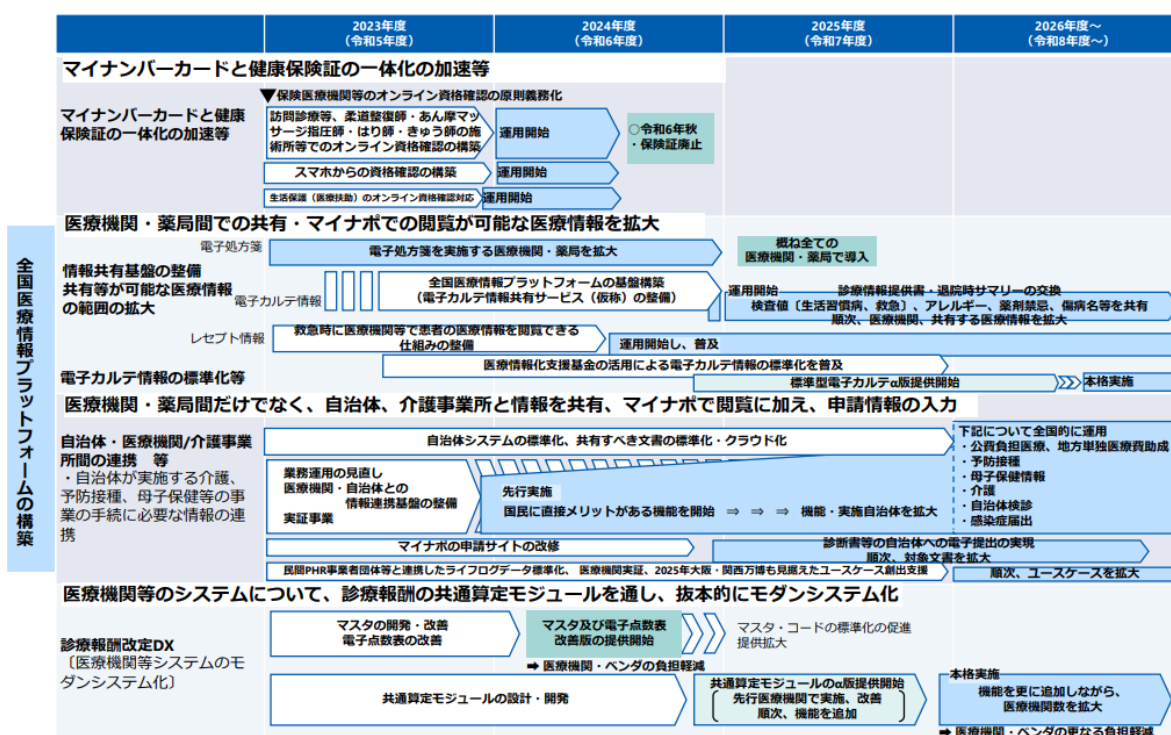 2023年度
（令和5年度）
2024年度
（令和6年度）
2025年度
（令和7年度）
2026年度～
（令和8年度～）
全国医療情報プラットフォームの構築
マイナンバーカードと健康保険証の一体化の加速等
▼保険医療機関等のオンライン資格確認の原則義務化
マイナンバーカードと健康
保険証の一体化の加速等
訪問診療等、柔道整復師・あん摩マッ
サージ指圧師・はり師・きゅう師の施
術所等でのオンライン資格確認の構築
運用開始
○令和6年秋
・保険証廃止
スマホからの資格確認の構築
運用開始
生活保護（医療扶助）のオンライン資格確認対応
運用開始
医療機関・薬局間での共有・マイナポでの閲覧が可能な医療情報を拡大
電子処方箋
電子処方箋を実施する医療機関・薬局を拡大
概ね全ての
医療機関・薬局で導入
情報共有基盤の整備
共有等が可能な医療情報
の範囲の拡大
電子カルテ情報
全国医療情報プラットフォームの基盤構築
（電子カルテ情報共有サービス（仮称）の整備）
運用開始
診療情報提供書・退院時サマリーの交換
検査値〔生活習慣病、救急〕、アレルギー、薬剤禁忌、傷病名等を共有
順次、医療機関、共有する医療情報を拡大
レセプト情報
救急時に医療機関等で患者の医療情報を閲覧できる
仕組みの整備
運用開始し、普及
医療情報化支援基金の活用による電子カルテ情報の標準化を普及
電子カルテ情報の標準化等
標準型電子カルテα版提供開始
本格実施
医療機関・薬局間だけでなく、自治体、介護事業所と情報を共有、マイナポで閲覧に加え、申請情報の入力
自治体・医療機関/介護事業
所間の連携 等
・自治体が実施する介護、
予防接種、母子保健等の事
業の手続に必要な情報の連
携
自治体システムの標準化、共有すべき文書の標準化・クラウド化
下記について全国的に運用
・公費負担医療、地方単独医療費助成
・予防接種
・母子保健情報
・介護
・自治体検診
・感染症届出
業務運用の見直し
医療機関・自治体との
情報連携基盤の整備
実証事業
先行実施
国民に直接メリットがある機能を開始 ⇒ ⇒ ⇒ 機能・実施自治体を拡大
マイナポの申請サイトの改修
診断書等の自治体への電子提出の実現
順次、対象文書を拡大
民間PHR事業者団体等と連携したライフログデータ標準化、 医療機関実証、2025年大阪・関西万博も見据えたユースケース創出支援
順次、ユースケースを拡大
医療機関等のシステムについて、診療報酬の共通算定モジュールを通し、抜本的にモダンシステム化
診療報酬改定DX
〔医療機関等システムのモ
ダンシステム化〕
マスタの開発・改善
電子点数表の改善
マスタ及び電子点数表
改善版の提供開始
マスタ・コードの標準化の促進
提供拡大
➡ 医療機関・ベンダの負担軽減
共通算定モジュールの設計・開発
共通算定モジュールのα版提供開始
先行医療機関で実施、改善
順次、機能を追加
本格実施
機能を更に追加しながら、
医療機関数を拡大
➡ 医療機関・ベンダの更なる負担軽減